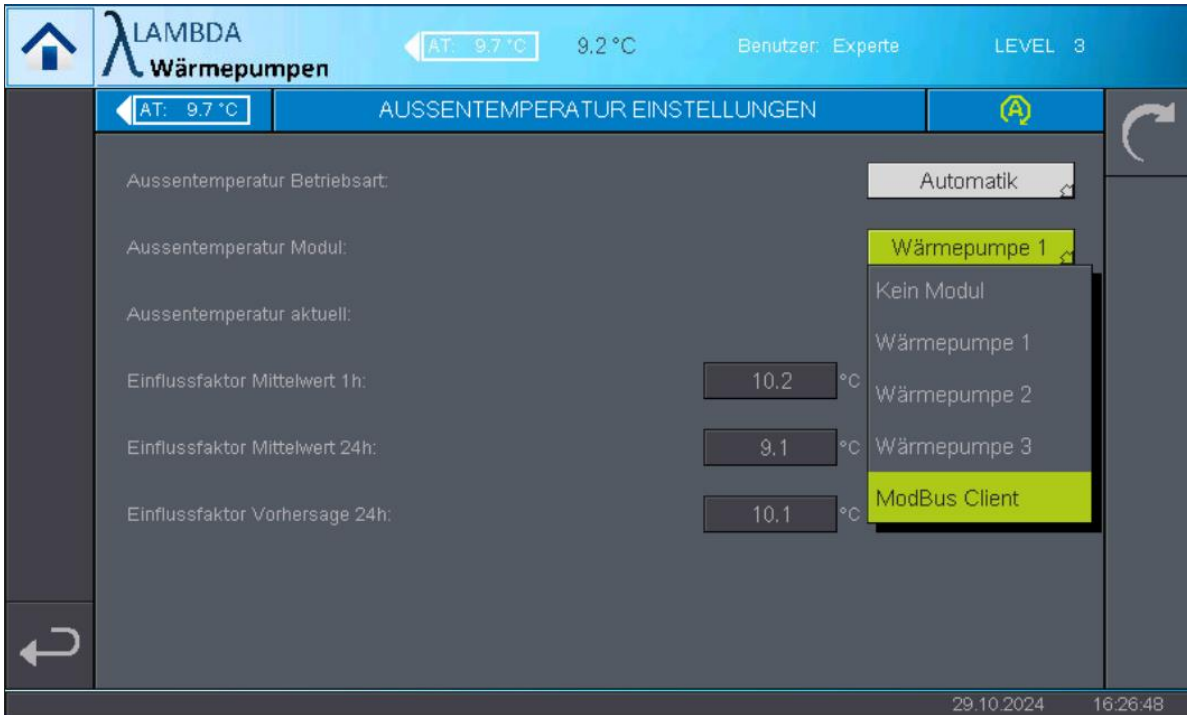 λ LAMBDA
Wärmepumpen
AT: 9.7 °C
9.2 °C
Benutzer: Experte
LEVEL 3
AT: 9.7 °C
AUSSENTEMPERATUR EINSTELLUNGEN
A
Aussentemperatur Betriebsart:
Automatik
Aussentemperatur Modul:
Wärmepumpe 1
Kein Modul
Wärmepumpe 1
Wärmepumpe 2
Wärmepumpe 3
ModBus Client
Aussentemperatur aktuell:
Einflussfaktor Mittelwert 1h:
10.2 °C
Einflussfaktor Mittelwert 24h:
9.1 °C
Einflussfaktor Vorhersage 24h:
10.1 °C
29.10.2024 16:26:48